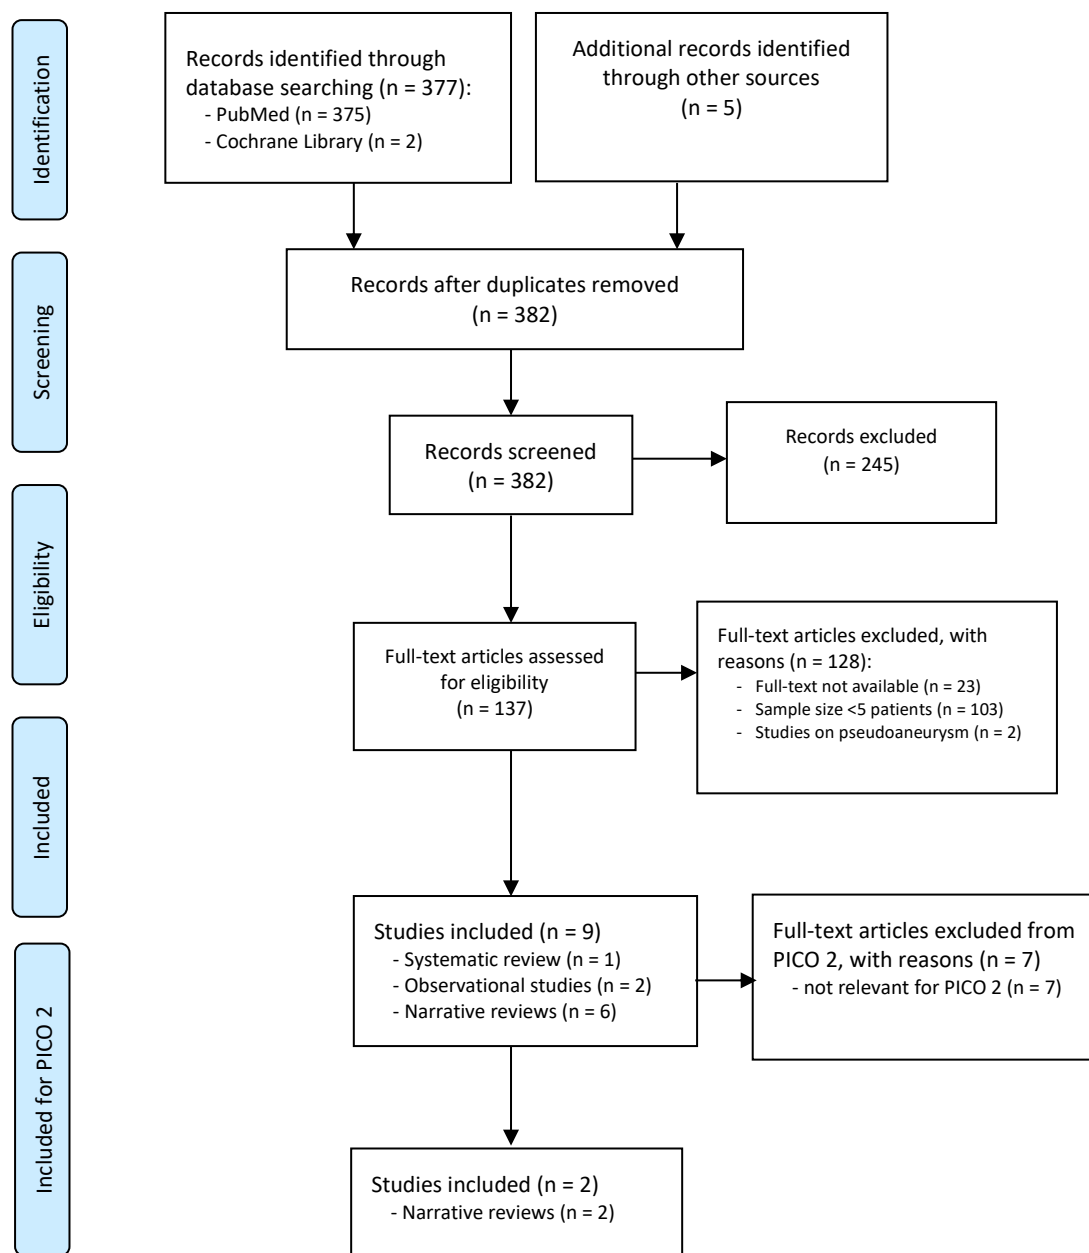 Identification
Records identified through
database searching (n = 377):
- PubMed (n = 375)
- Cochrane Library (n = 2)
Additional records identified
through other sources
(n = 5)
Screening
Records after duplicates removed
(n = 382)
Records screened
(n = 382)
Records excluded
(n = 245)
Eligibility
Full-text articles assessed
for eligibility
(n = 137)
Full-text articles excluded, with
reasons (n = 128):
- Full-text not available (n = 23)
- Sample size <5 patients (n = 103)
- Studies on pseudoaneurysm (n = 2)
Included
Studies included (n = 9)
- Systematic review (n = 1)
- Observational studies (n = 2)
- Narrative reviews (n = 6)
Full-text articles excluded from
PICO 2, with reasons (n = 7)
- not relevant for PICO 2 (n = 7)
Included for PICO 2
Studies included (n = 2)
- Narrative reviews (n = 2)